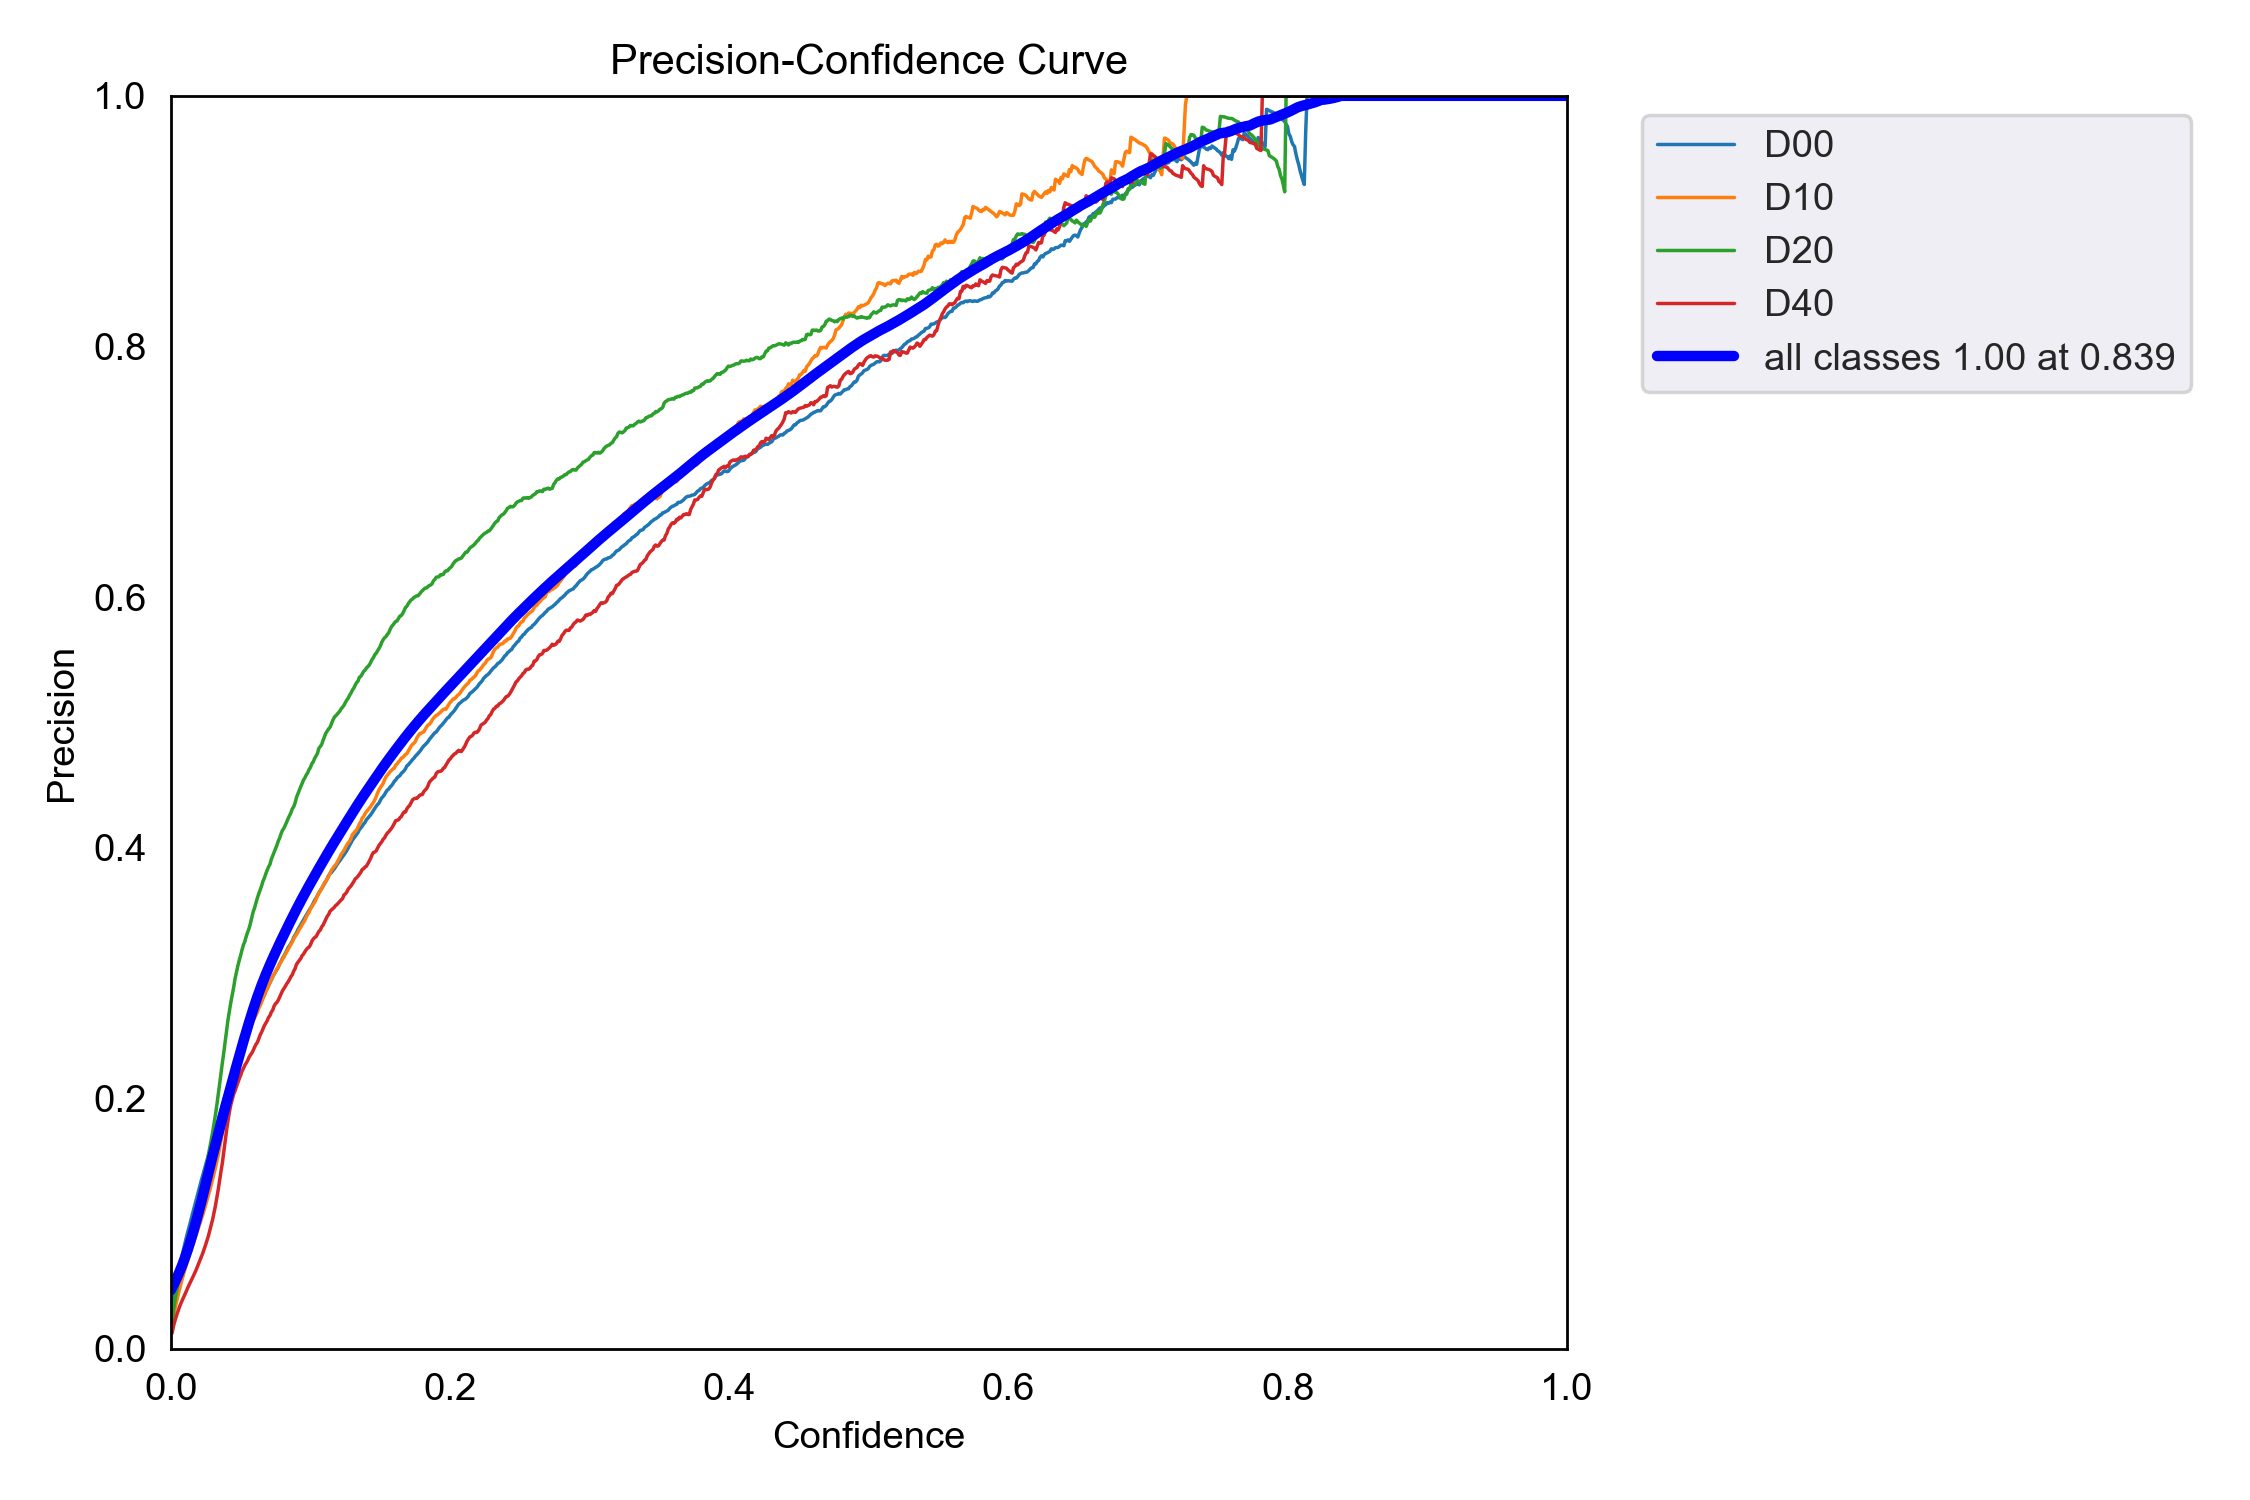 Precision-Confidence Curve
1.0
0.8
0.6
0.4
0.2
0.0
Precision
0.0 0.2 0.4 0.6 0.8 1.0
Confidence
D00
D10
D20
D40
all classes 1.00 at 0.839